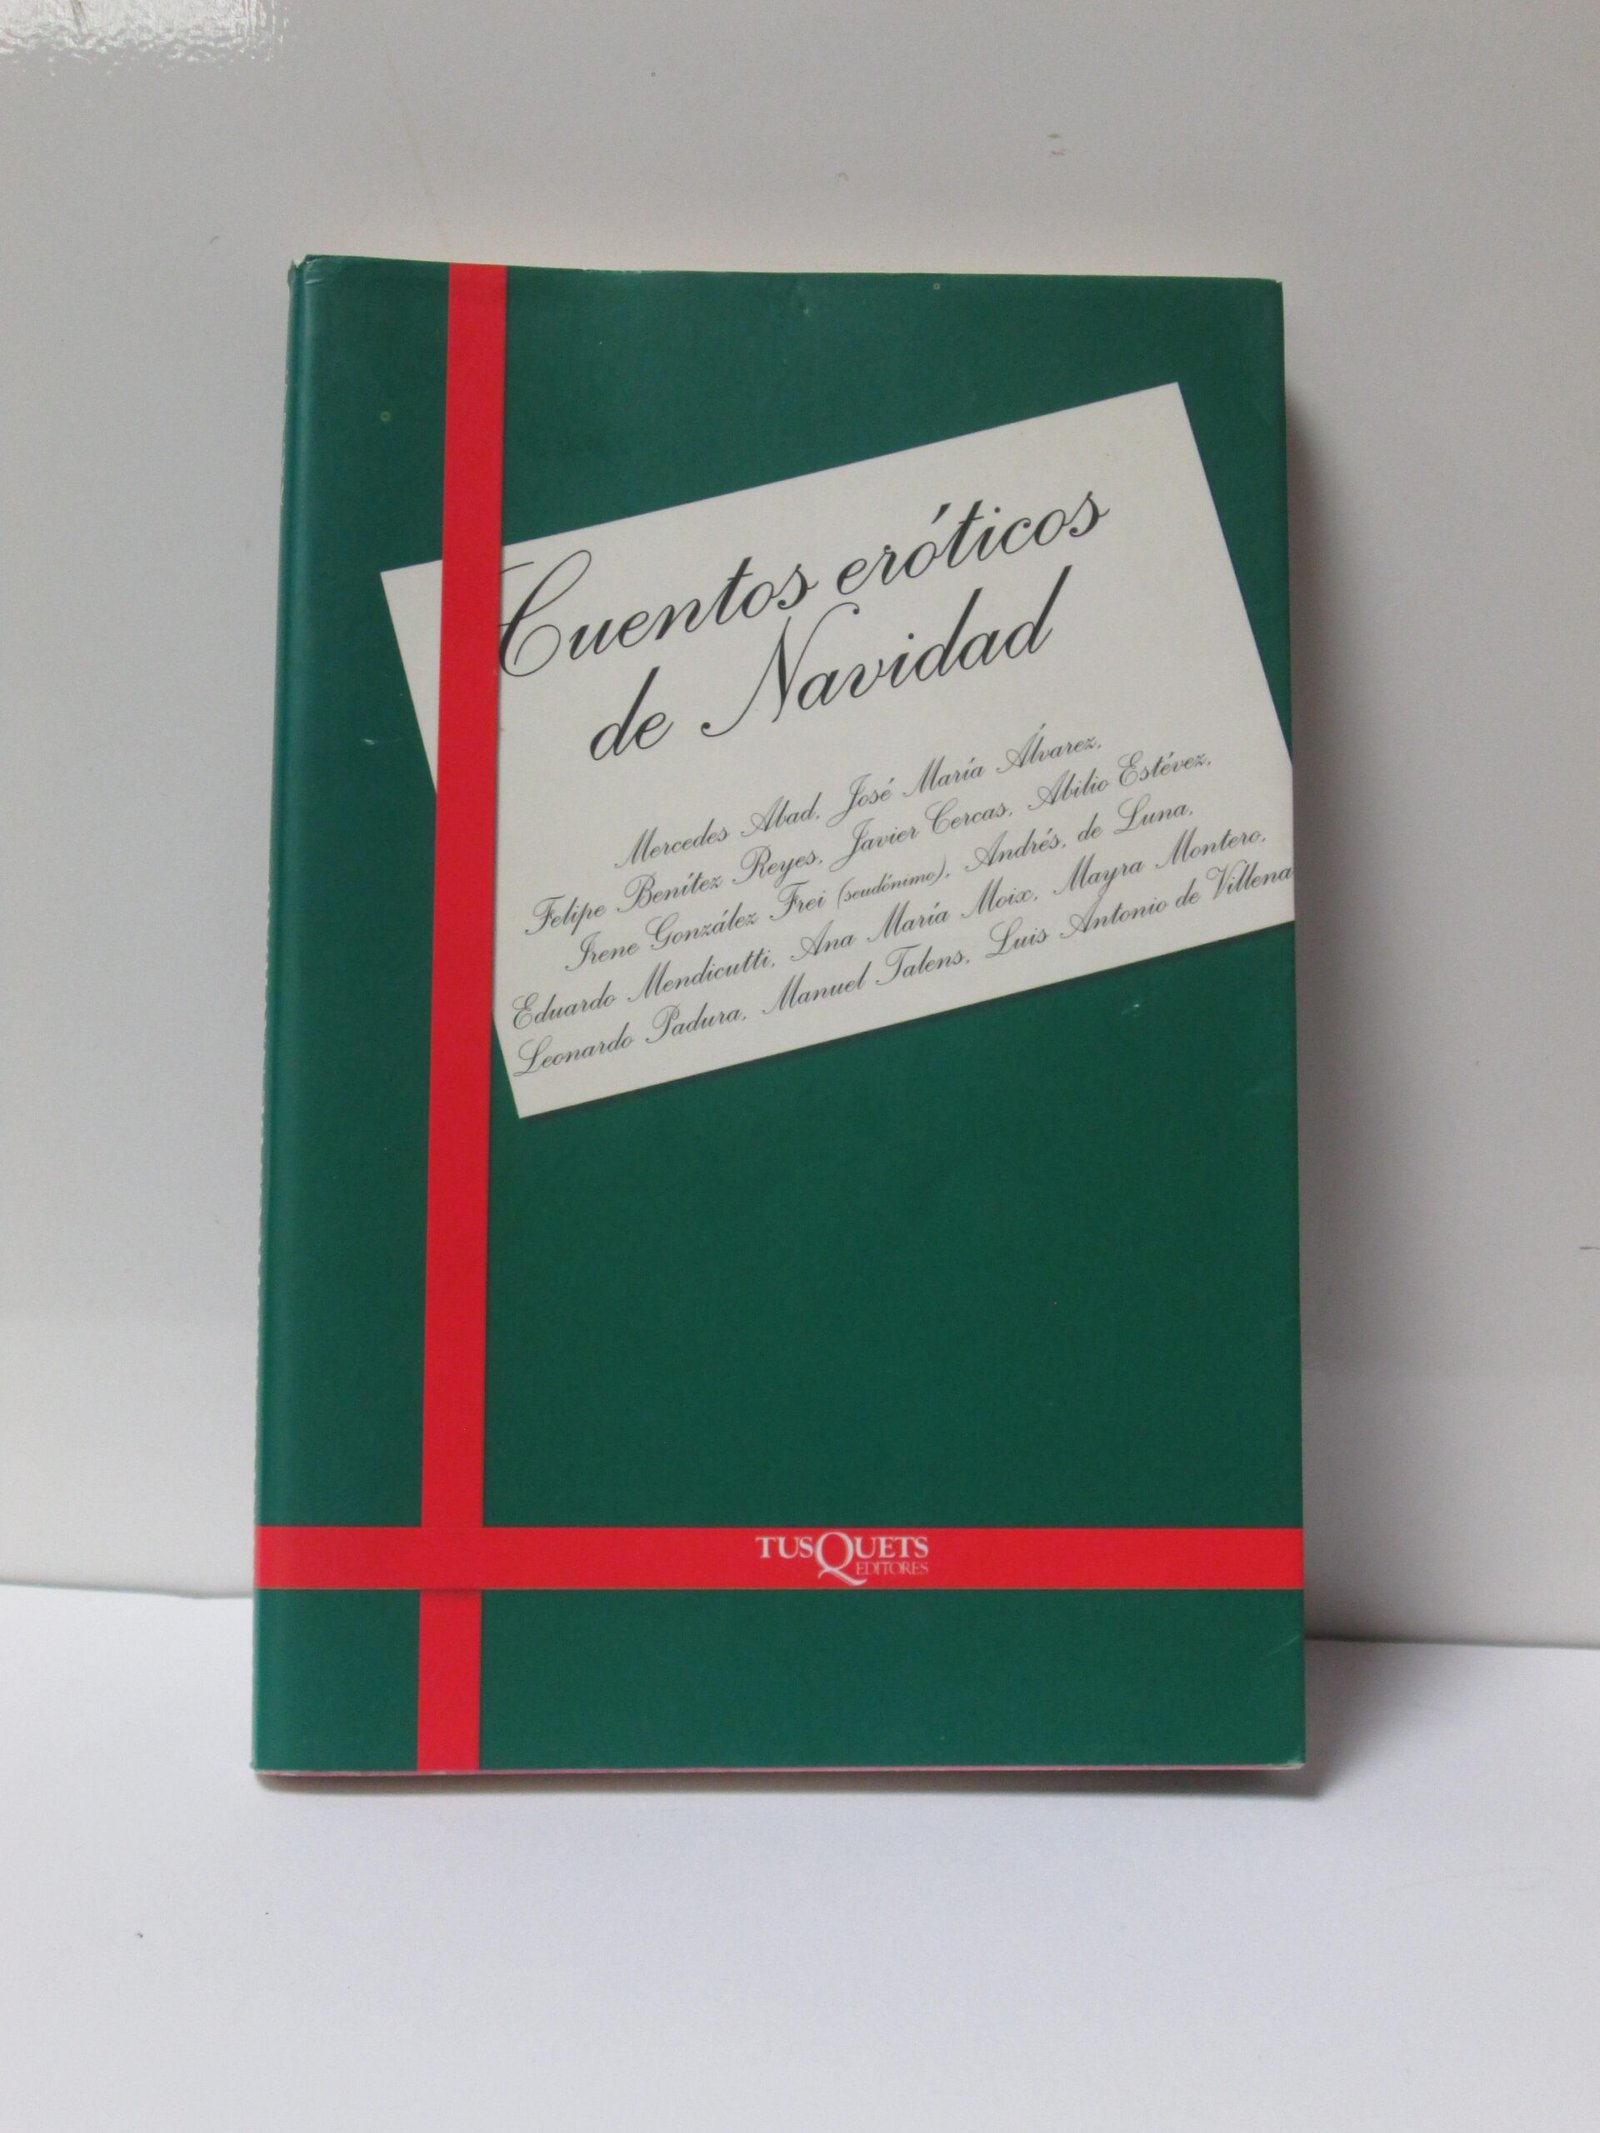 Cuentos eróticos
de Navidad
Mercedes Abad, José María Álvarez,
Felipe Benítez Reyes, Javier Cercas, Abilio Estévez,
Irene González Frei (seudónimo), Andrés, de Luna,
Eduardo Mendicutti, Ana María Moix, Mayra Montero,
Leonardo Padura, Manuel Talens, Luis Antonio de Villena
TUSQUETS
EDITORES